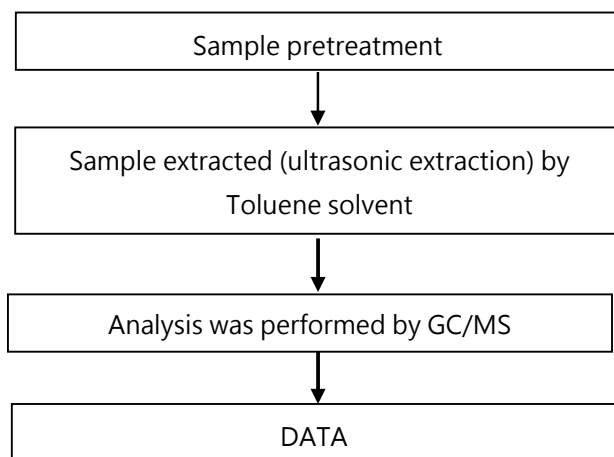 Sample pretreatment
Sample extracted (ultrasonic extraction) by
Toluene solvent
Analysis was performed by GC/MS
DATA